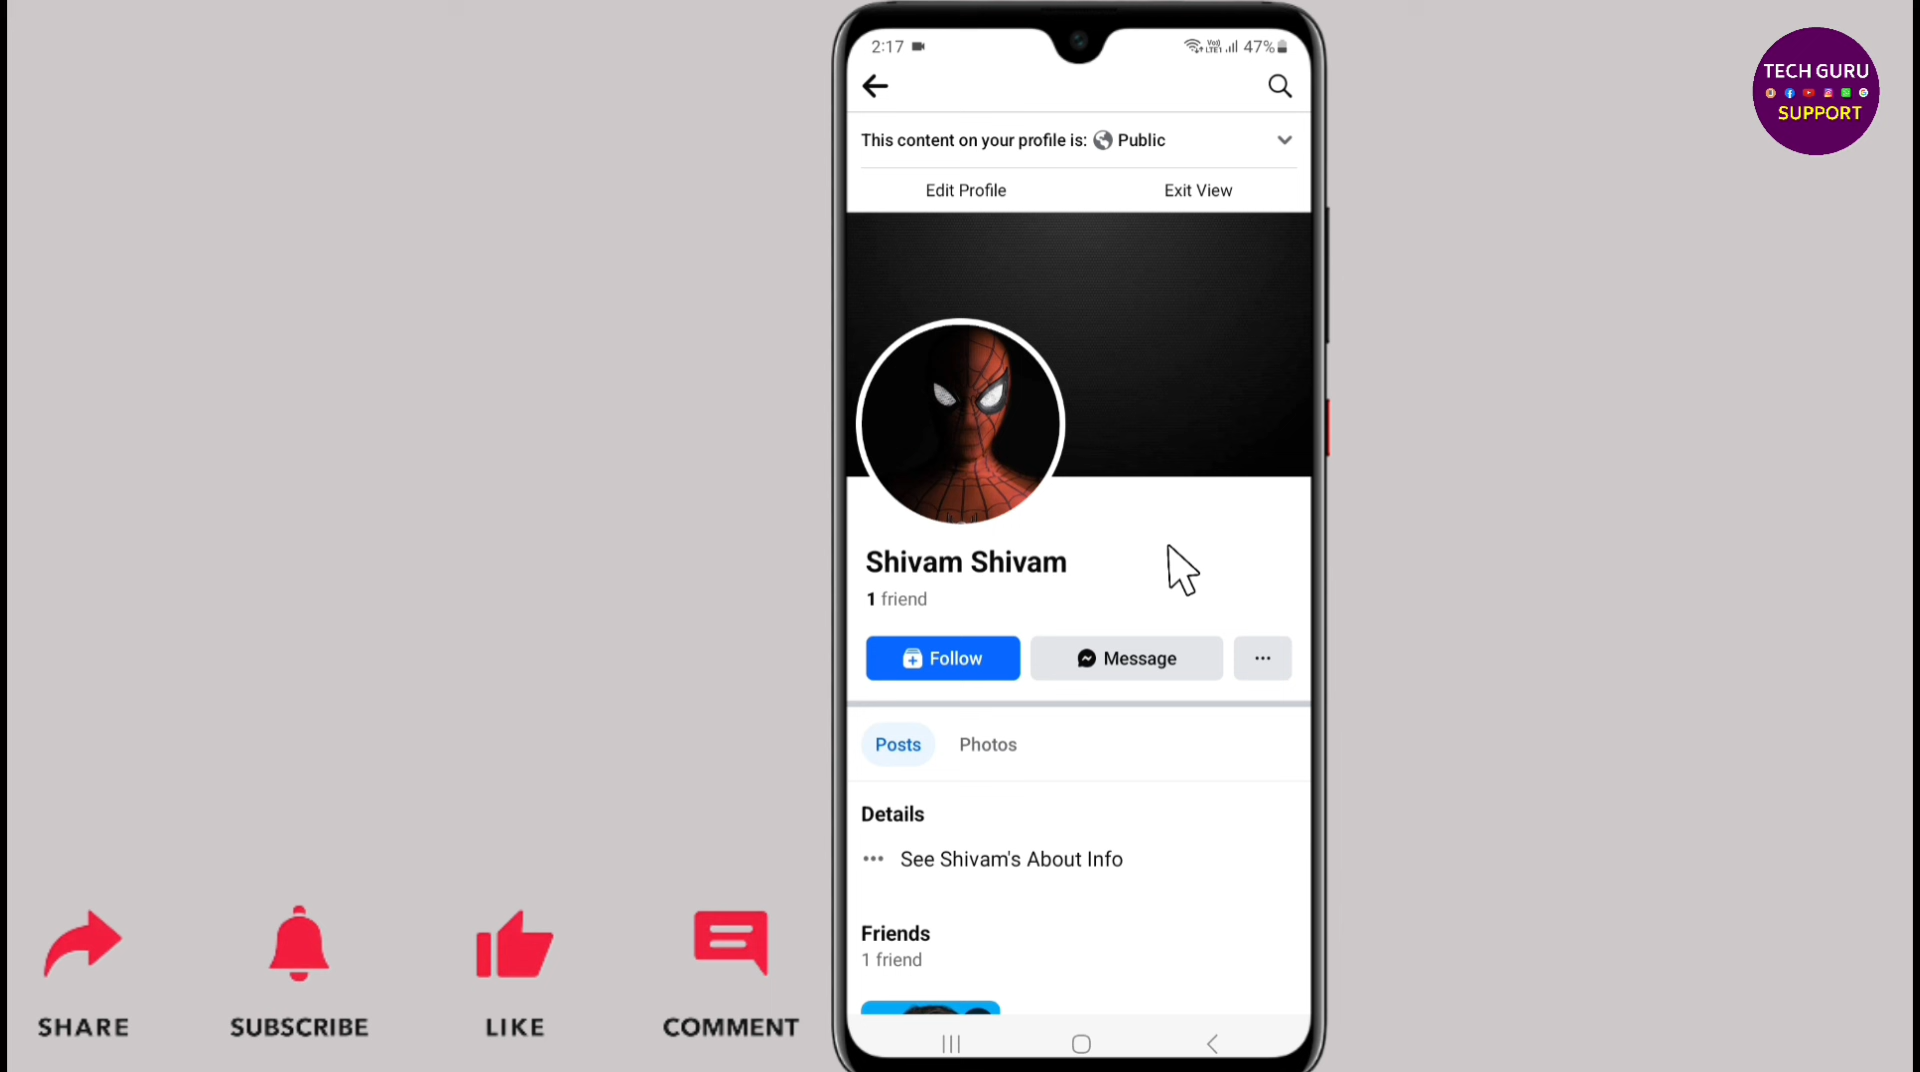 2:17
47%
This content on your profile is: Public
Edit Profile Exit View
Shivam Shivam
1 friend
Follow Message
Posts Photos
Details
See Shivam's About Info
Friends
1 friend
TECH GURU
SUPPORT
SHARE SUBSCRIBE LIKE COMMENT